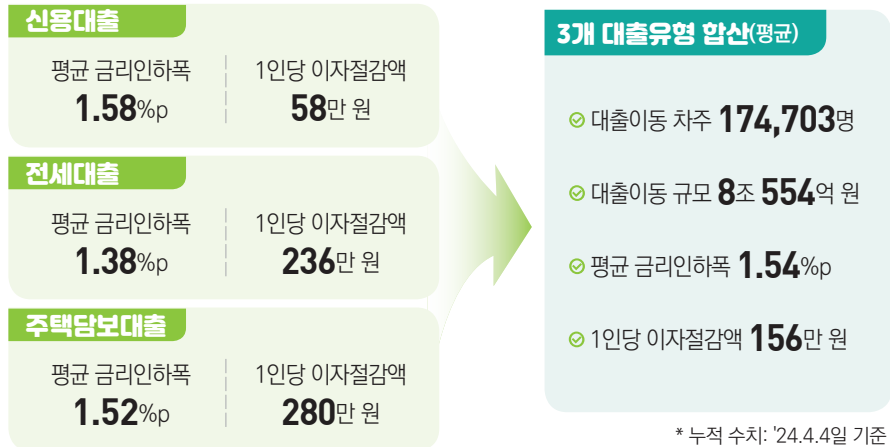 신용대출
평균 금리인하폭
1.58%p
1인당 이자절감액
58만 원
전세대출
평균 금리인하폭
1.38%p
1인당 이자절감액
236만 원
주택담보대출
평균 금리인하폭
1.52%p
1인당 이자절감액
280만 원
3개 대출유형 합산(평균)
대출이동 차주 174,703명
대출이동 규모 8조 554억 원
평균 금리인하폭 1.54%p
1인당 이자절감액 156만 원
* 누적 수치: '24.4.4일 기준